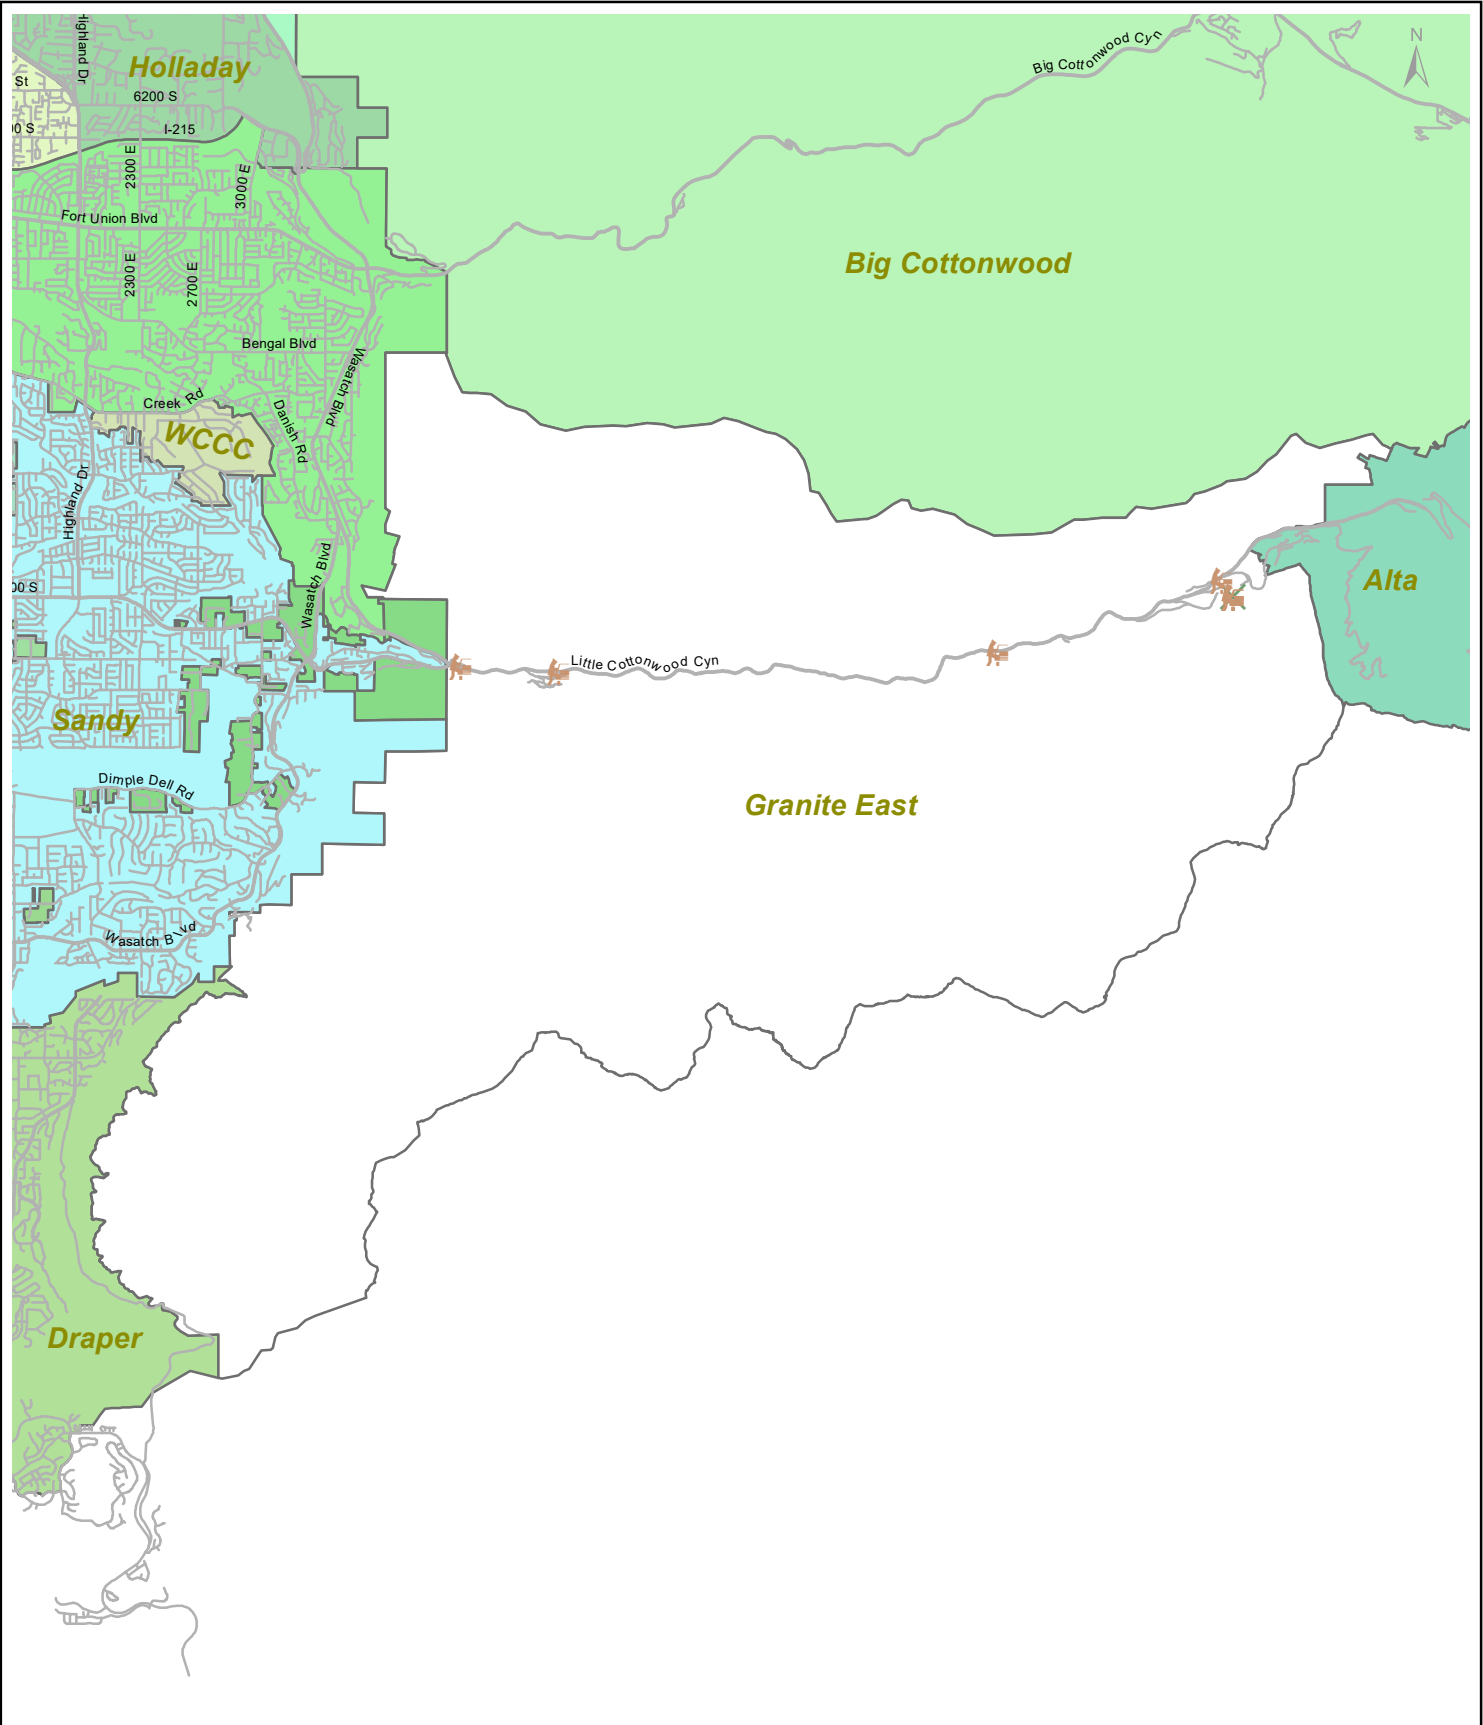 Highland Dr
Holladay
N
Big Cottonwood Cyn
St
6200 S
00 S
I-215
2300 E
3000 E
Fort Union Blvd
2300 E
2700 E
Big Cottonwood
Bengal Blvd
Wasatch Blvd
Creek Rd
Danish Rd
WCCC
Highland Dr
Wasatch Blvd
00 S
Alta
Little Cottonwood Cyn
Sandy
Dimple Dell Rd
Granite East
Wasatch Blvd
Draper